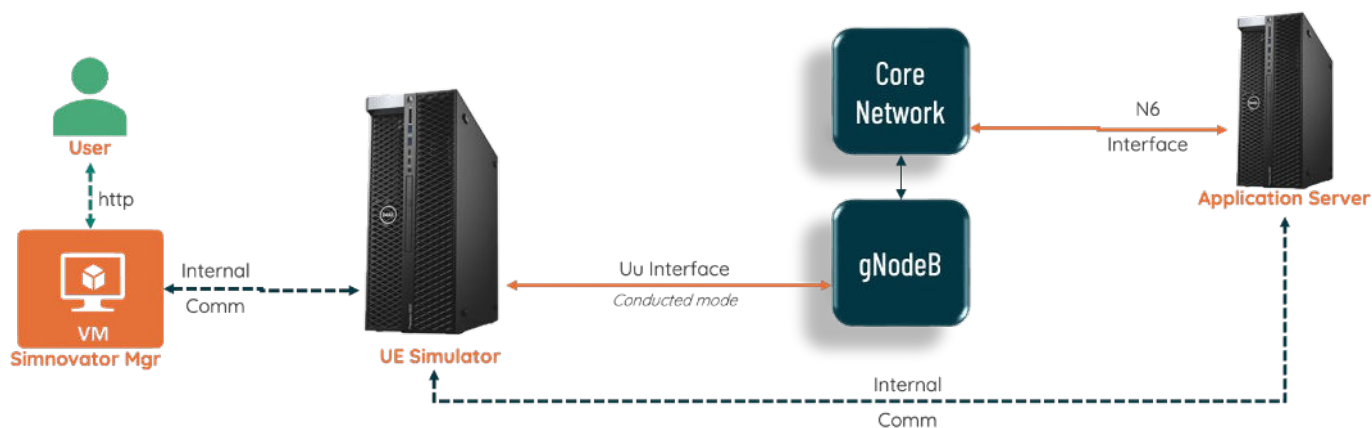 User
http
VM
Simnovator Mgr
Internal
Comm
UE Simulator
Uu Interface
Conducted mode
Core
Network
gNodeB
N6
Interface
Application Server
Internal
Comm